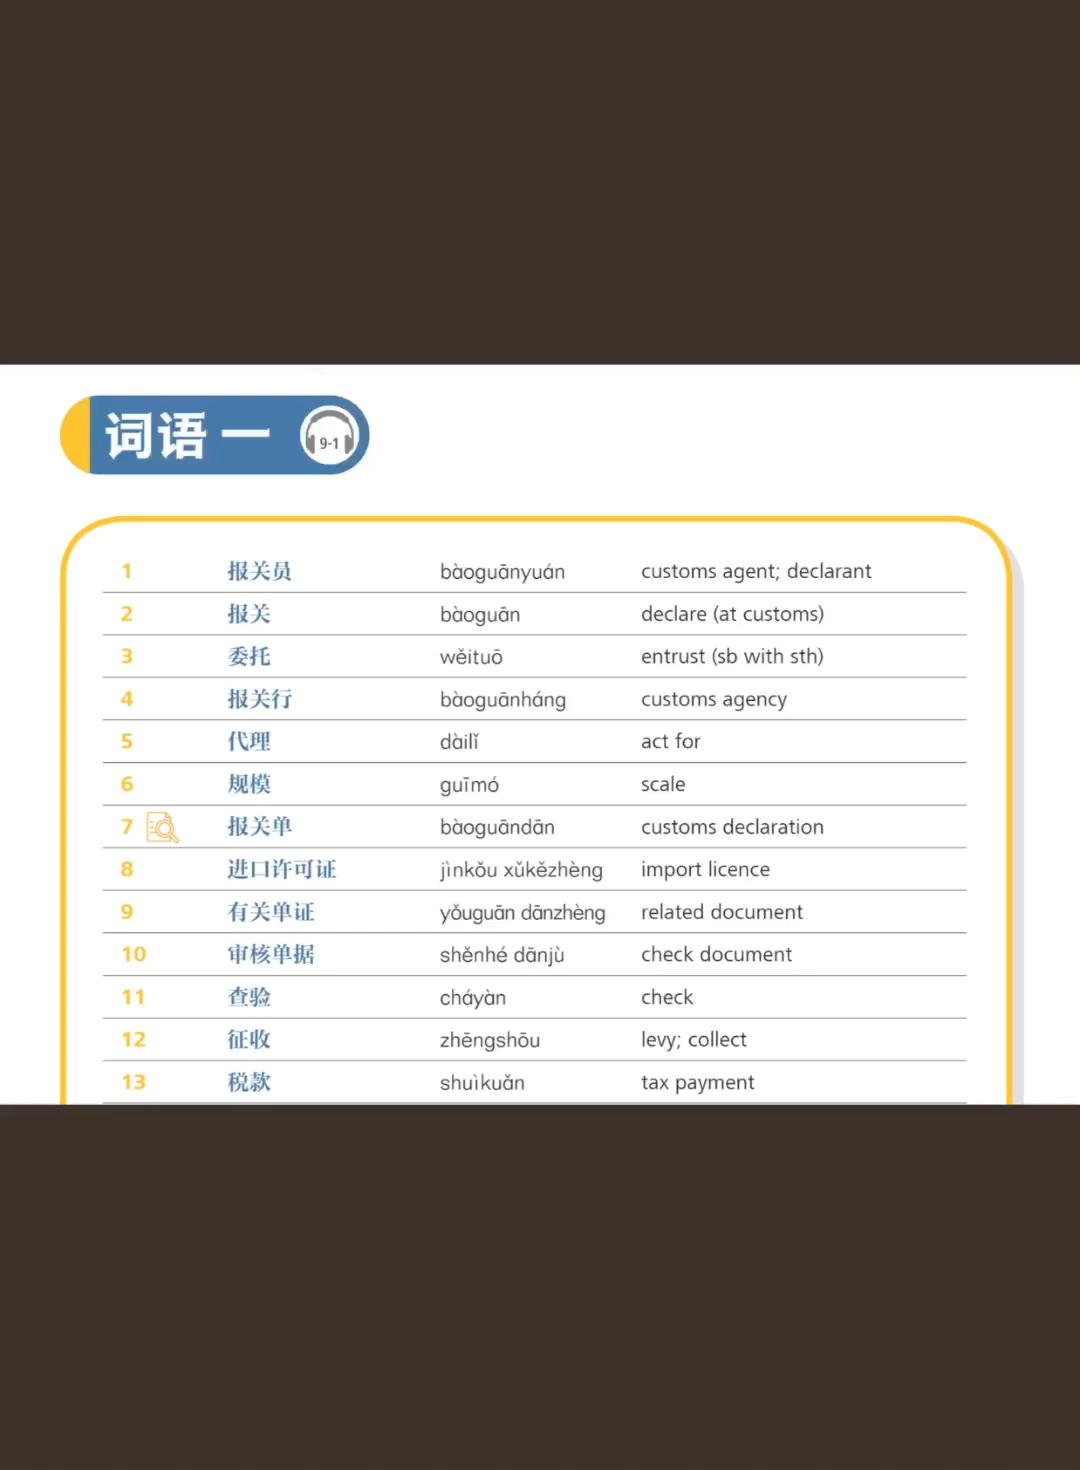 词语一 9-1
1 报关员 bàoguānyuán customs agent; declarant
2 报关 bàoguān declare (at customs)
3 委托 wěituō entrust (sb with sth)
4 报关行 bàoguānháng customs agency
5 代理 dàilǐ act for
6 规模 guīmó scale
7 报关单 bàoguāndān customs declaration
8 进口许可证 jìnkǒu xǔkězhèng import licence
9 有关单证 yǒuguān dānzhèng related document
10 审核单据 shěnhé dānjù check document
11 查验 cháyàn check
12 征收 zhēngshōu levy; collect
13 税款 shuìkuǎn tax payment